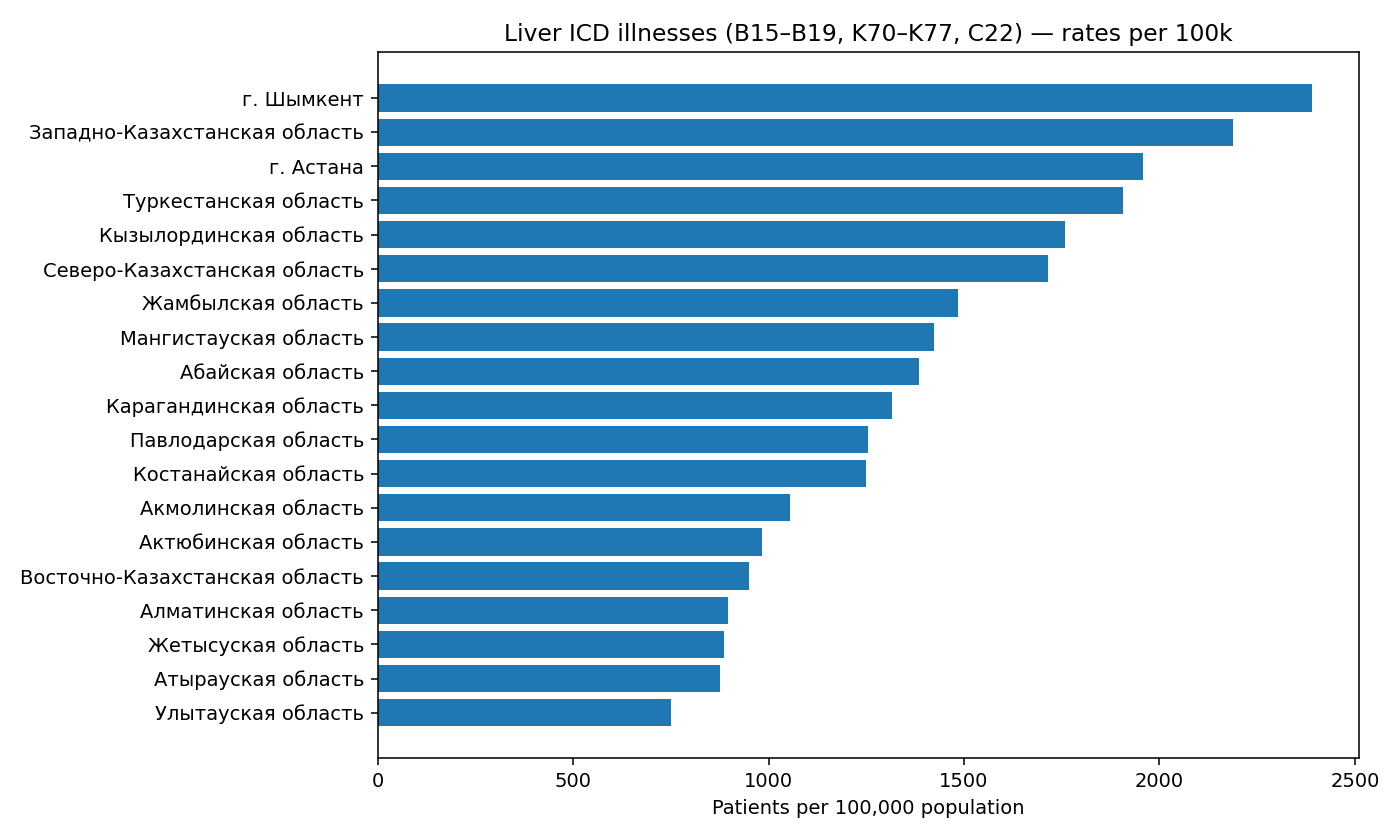 Liver ICD illnesses (B15–B19, K70–K77, C22) — rates per 100k
г. Шымкент
Западно-Казахстанская область
г. Астана
Туркестанская область
Кызылординская область
Северо-Казахстанская область
Жамбылская область
Мангистауская область
Абайская область
Карагандинская область
Павлодарская область
Костанайская область
Акмолинская область
Актюбинская область
Восточно-Казахстанская область
Алматинская область
Жетысуская область
Атырауская область
Улытауская область
0 500 1000 1500 2000 2500
Patients per 100,000 population